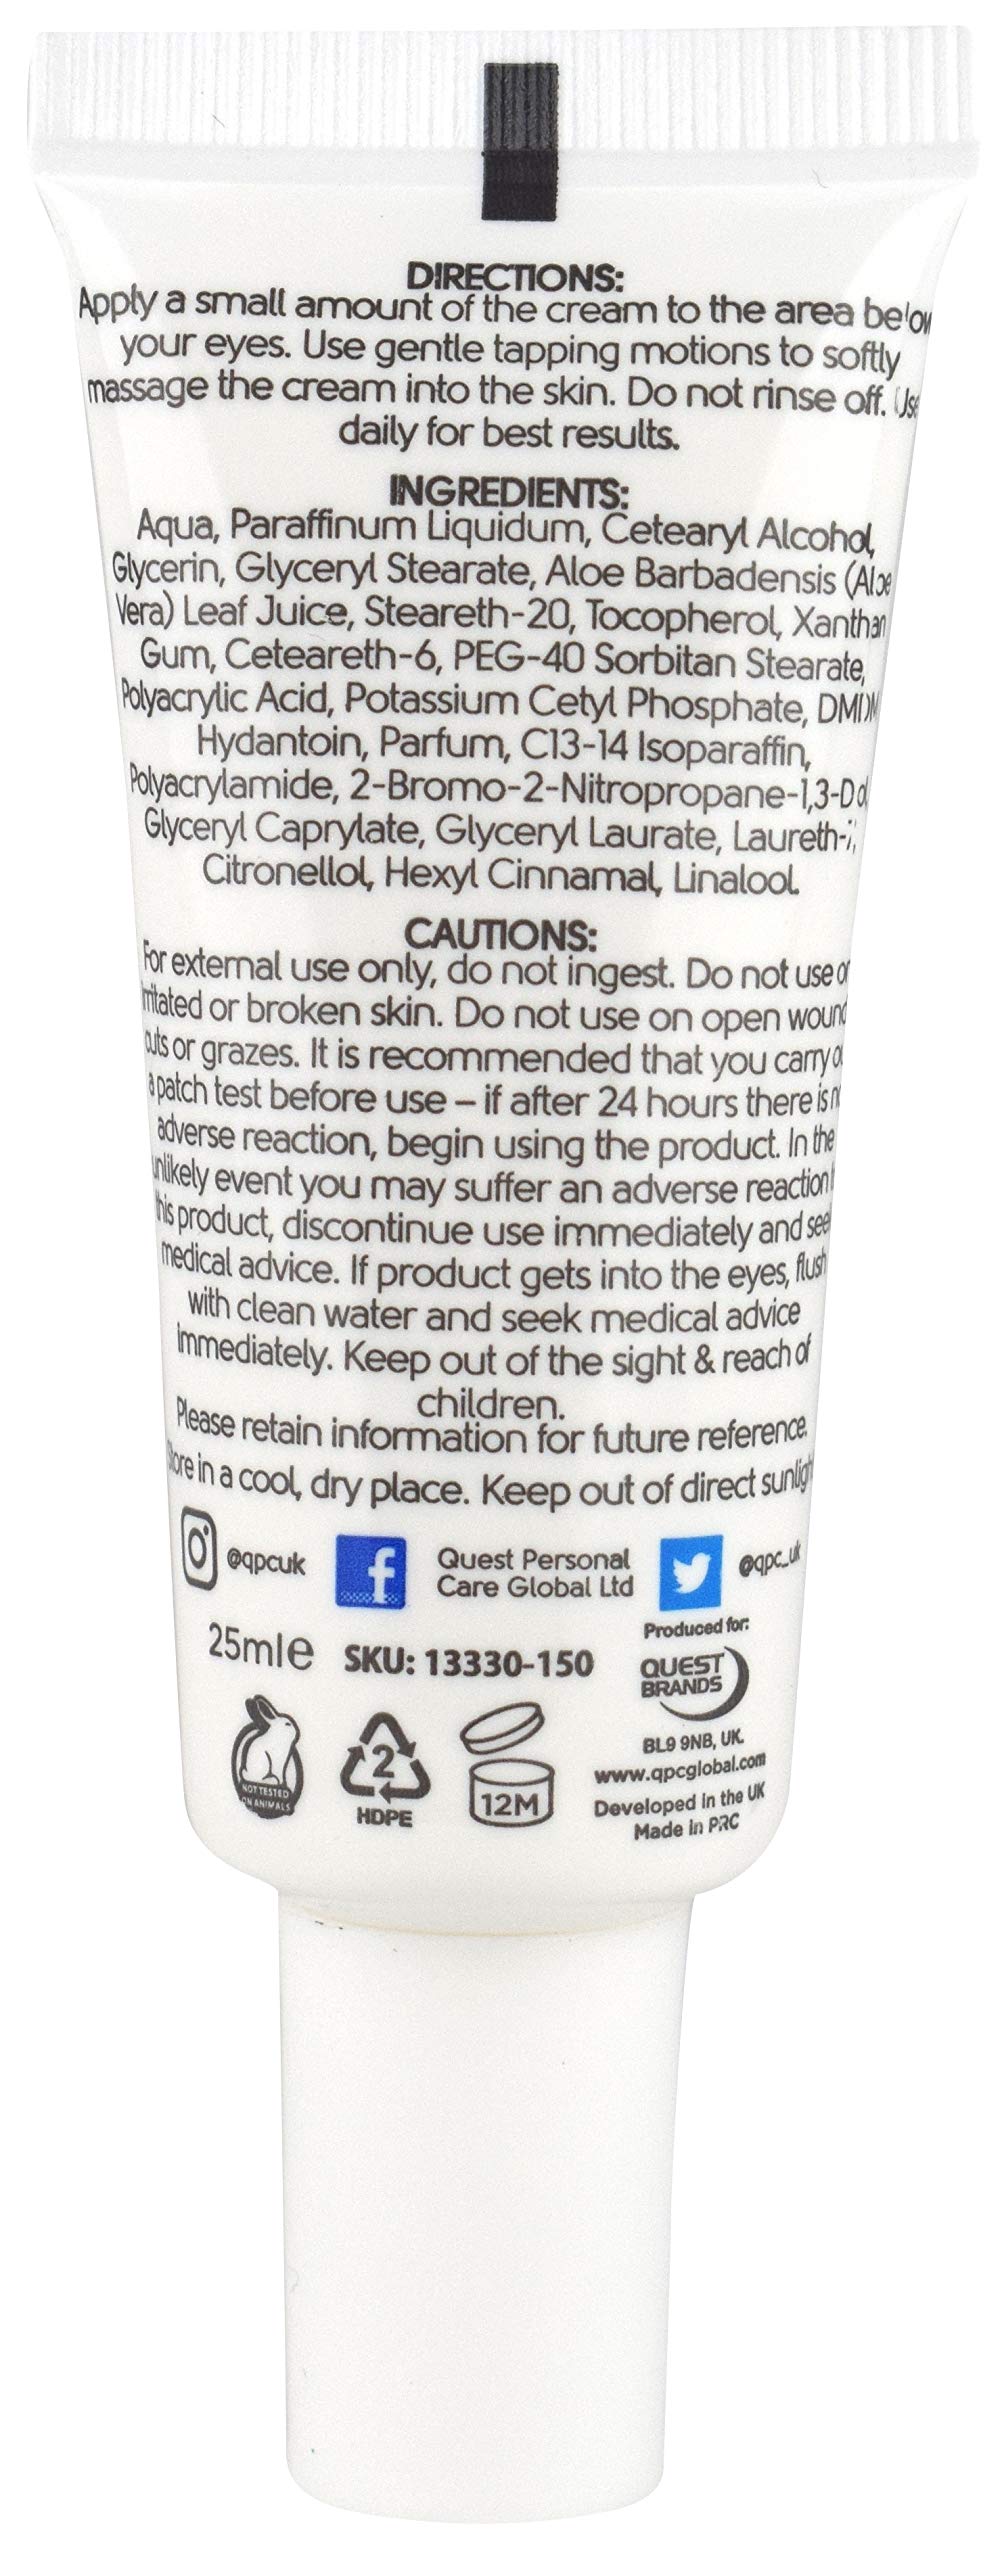 DIRECTIONS:
Apply a small amount of the cream to the area below
your eyes. Use gentle tapping motions to softly
massage the cream into the skin. Do not rinse off. Use
daily for best results.
INGREDIENTS:
Aqua, Paraffinum Liquidum, Cetearyl Alcohol,
Glycerin, Glyceryl Stearate, Aloe Barbadensis (Aloe
Vera) Leaf Juice, Steareth-20, Tocopherol, Xanthan
Gum, Ceteareth-6, PEG-40 Sorbitan Stearate,
Polyacrylic Acid, Potassium Cetyl Phosphate, DMDM
Hydantoin, Parfum, C13-14 Isoparaffin,
Polyacrylamide, 2-Bromo-2-Nitropropane-1,3-Diol,
Glyceryl Caprylate, Glyceryl Laurate, Laureth-7,
Citronellol, Hexyl Cinnamal, Linalool.
CAUTIONS:
For external use only, do not ingest. Do not use on
irritated or broken skin. Do not use on open wound
cuts or grazes. It is recommended that you carry
a patch test before use – if after 24 hours there is no
adverse reaction, begin using the product. In the
unlikely event you may suffer an adverse reaction
this product, discontinue use immediately and seek
medical advice. If product gets into the eyes, flush
with clean water and seek medical advice
immediately. Keep out of the sight & reach of
children.
Please retain information for future reference.
Store in a cool, dry place. Keep out of direct sunlight
@qpcuk
Quest Personal
Care Global Ltd
@qpc_uk
25ml e SKU: 13330-150
Produced for:
QUEST
BRANDS
BL9 9NB, UK.
www.qpcglobal.com
Developed in the UK
Made in PRC
NOT TESTED
ON ANIMALS
2
HDPE
12M